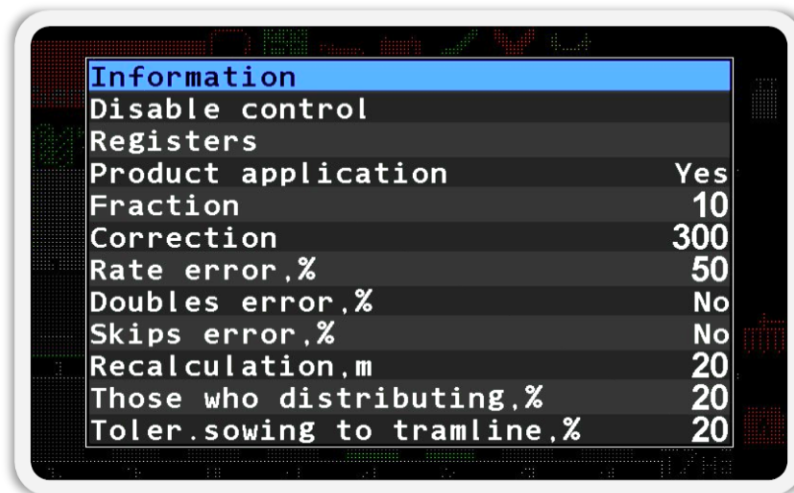 Information
Disable control
Registers
Product application Yes
Fraction 10
Correction 300
Rate error,% 50
Doubles error,% No
Skips error,% No
Recalculation,m 20
Those who distributing,% 20
Toler.sowing to tramline,% 20